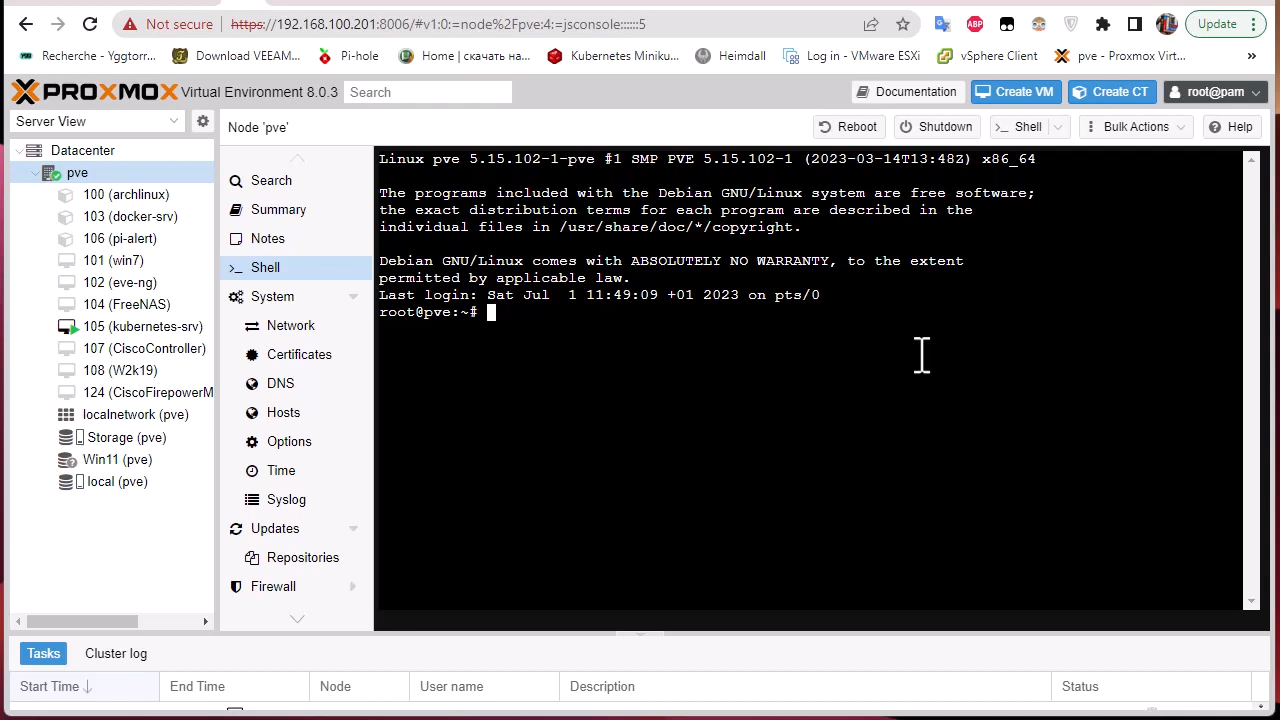 Not secure https://192.168.100.201:8006/#v1:0:=node%2Fpve:4:=jsconsole::::::5 Update
Recherche - Yggtorr... Download VEEAM... Pi-hole Home | скачать на... Kubernetes Miniku... Heimdall Log in - VMware ESXi vSphere Client pve - Proxmox Virt... »
PROXMOX Virtual Environment 8.0.3 Search Documentation Create VM Create CT root@pam
Server View
Node 'pve' Reboot Shutdown Shell Bulk Actions Help
Datacenter
pve
100 (archlinux)
103 (docker-srv)
106 (pi-alert)
101 (win7)
102 (eve-ng)
104 (FreeNAS)
105 (kubernetes-srv)
107 (CiscoController)
108 (W2k19)
124 (CiscoFirepowerM
localnetwork (pve)
Storage (pve)
Win11 (pve)
local (pve)
Search
Summary
Notes
Shell
System
Network
Certificates
DNS
Hosts
Options
Time
Syslog
Updates
Repositories
Firewall
Linux pve 5.15.102-1-pve #1 SMP PVE 5.15.102-1 (2023-03-14T13:48Z) x86_64
The programs included with the Debian GNU/Linux system are free software;
the exact distribution terms for each program are described in the
individual files in /usr/share/doc/*/copyright.
Debian GNU/Linux comes with ABSOLUTELY NO WARRANTY, to the extent
permitted by applicable law.
Last login: Sat Jul  1 11:49:09 +01 2023 on pts/0
root@pve:~#
Tasks Cluster log
Start Time End Time Node User name Description Status